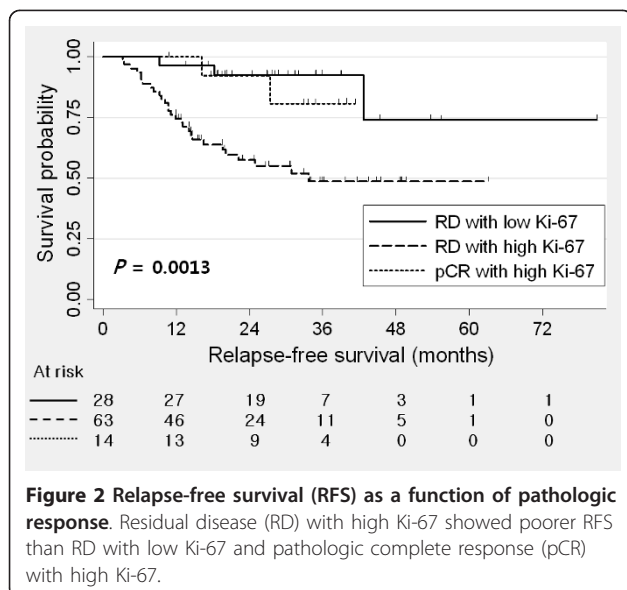 1.00
0.75
0.50
0.25
0.00
Survival probability
RD with low Ki-67
RD with high Ki-67
pCR with high Ki-67
P = 0.0013
0 12 24 36 48 60 72
Relapse-free survival (months)
At risk
28 27 19 7 3 1 1
63 46 24 11 5 1 0
14 13 9 4 0 0 0
Figure 2 Relapse-free survival (RFS) as a function of pathologic
response. Residual disease (RD) with high Ki-67 showed poorer RFS
than RD with low Ki-67 and pathologic complete response (pCR)
with high Ki-67.